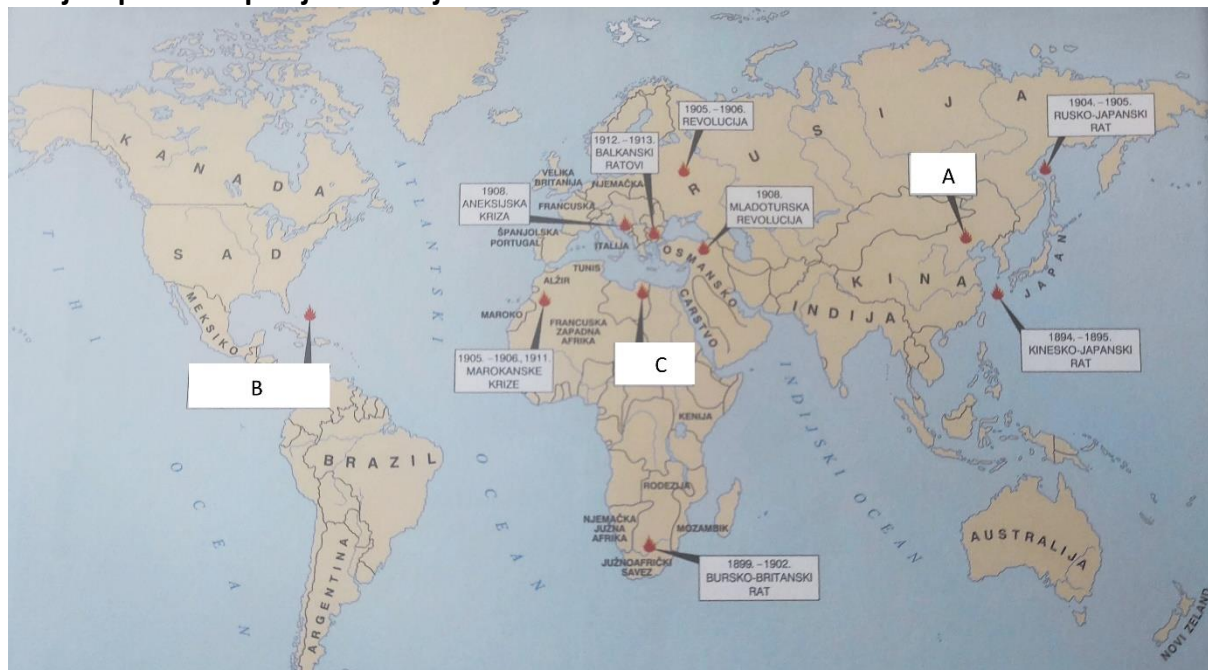 KANADA
SAD
MEKSIKO
BRAZIL
ARGENTINA
TIHI
OCEAN
ATLANTSKI
OCEAN
B
1905. –1906.
REVOLUCIJA
1912. –1913.
BALKANSKI
RATOVI
1908.
ANEKSIJSKA
KRIZA
VELIKA
BRITANIJA
NJEMAČKA
FRANCUSKA
ŠPANJOLSKA
PORTUGAL
ITALIJA
1908.
MLADOTURSKA
REVOLUCIJA
OSMANSKO
CARSTVO
RUSIJA
1904. –1905.
RUSKO-JAPANSKI
RAT
A
KINA
JAPAN
INDIJA
1894. –1895.
KINESKO-JAPANSKI
RAT
TUNIS
ALŽIR
MAROKO
FRANCUSKA
ZAPADNA
AFRIKA
1905. –1906, 1911.
MAROKANSKE
KRIZE
C
KENIJA
RODEZIJA
NJEMAČKA
JUŽNA
AFRIKA
MOZAMBIK
JUŽNOAFRIČKI
SAVEZ
1899. –1902.
BURSKO-BRITANSKI
RAT
INDIJSKI OCEAN
AUSTRALIJA
NOVI ZELAND